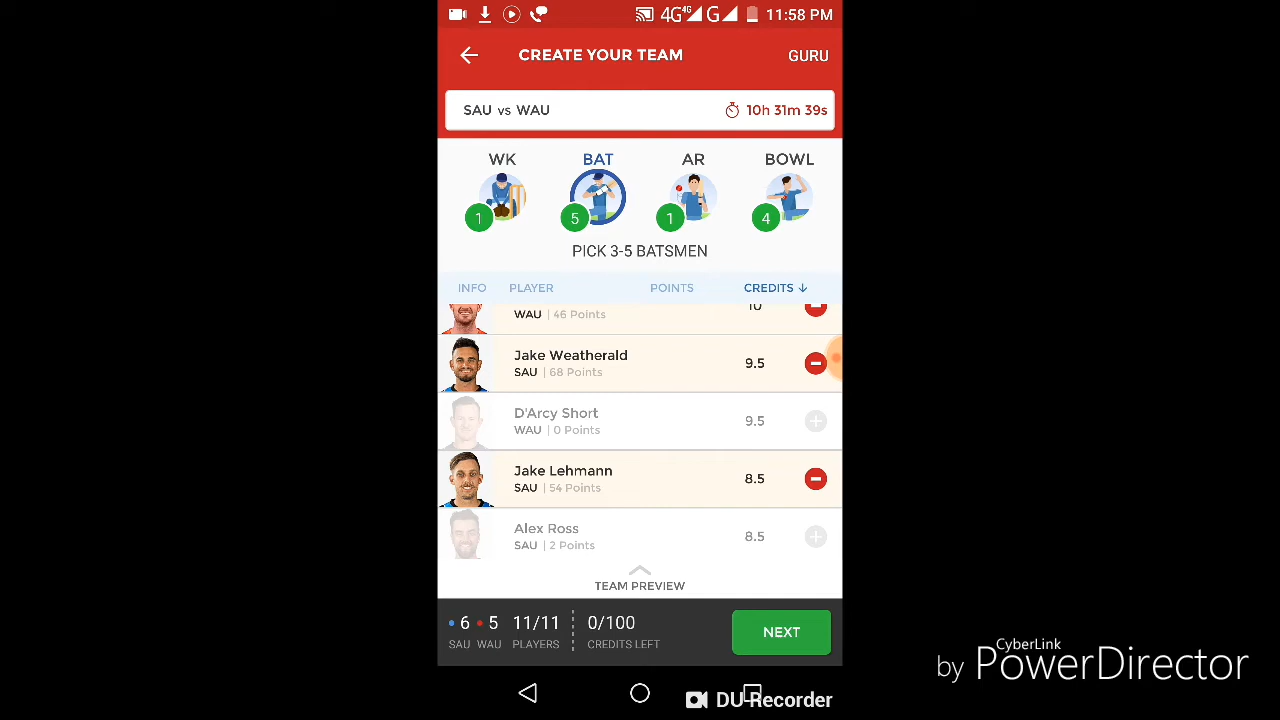 4G 4G G 11:58 PM
CREATE YOUR TEAM GURU
SAU vs WAU 10h 31m 39s
WK BAT AR BOWL
1 5 1 4
PICK 3-5 BATSMEN
INFO PLAYER POINTS CREDITS ↓
10
WAU | 46 Points
Jake Weatherald
SAU | 68 Points
9.5
D'Arcy Short
WAU | 0 Points
9.5
Jake Lehmann
SAU | 54 Points
8.5
Alex Ross
SAU | 2 Points
8.5
TEAM PREVIEW
6 5 11/11 0/100
SAU WAU PLAYERS CREDITS LEFT
NEXT
DU Recorder
CyberLink
by PowerDirector